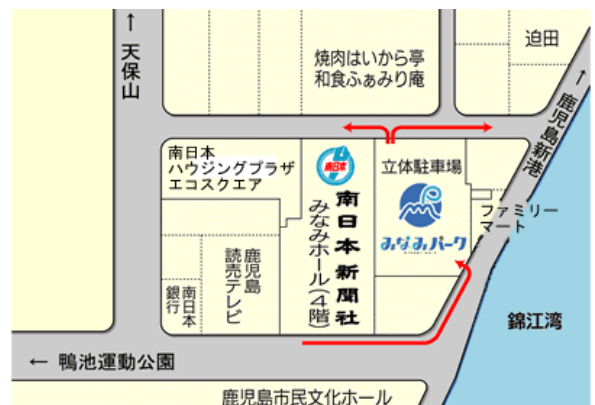 ↑
天保山
焼肉はいから亭
和食ふぁみり庵
迫田
↑
鹿児島新港
南日本
ハウジングプラザ
エコスクエア
南日本
南日本新聞社
みなみホール(4階)
立体駐車場
みなみパーク
ファミリー
マート
鹿児島
読売テレビ
南日本
銀行
錦江湾
← 鴨池運動公園
鹿児島市民文化ホール